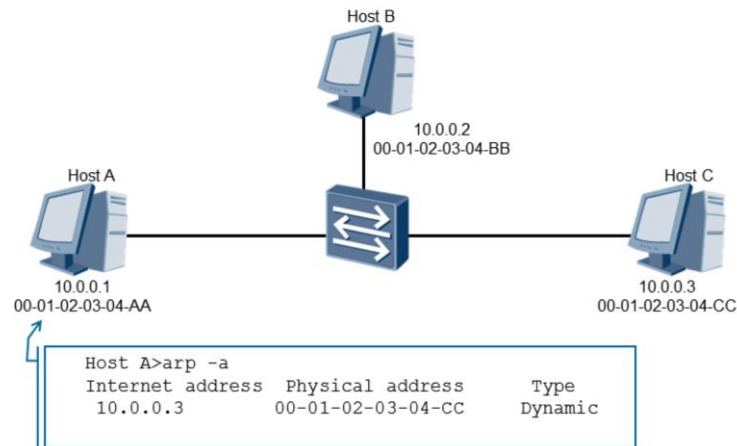 Host B
10.0.0.2
00-01-02-03-04-BB
Host A
10.0.0.1
00-01-02-03-04-AA
Host C
10.0.0.3
00-01-02-03-04-CC
Host A>arp -a
Internet address Physical address Type
10.0.0.3 00-01-02-03-04-CC Dynamic